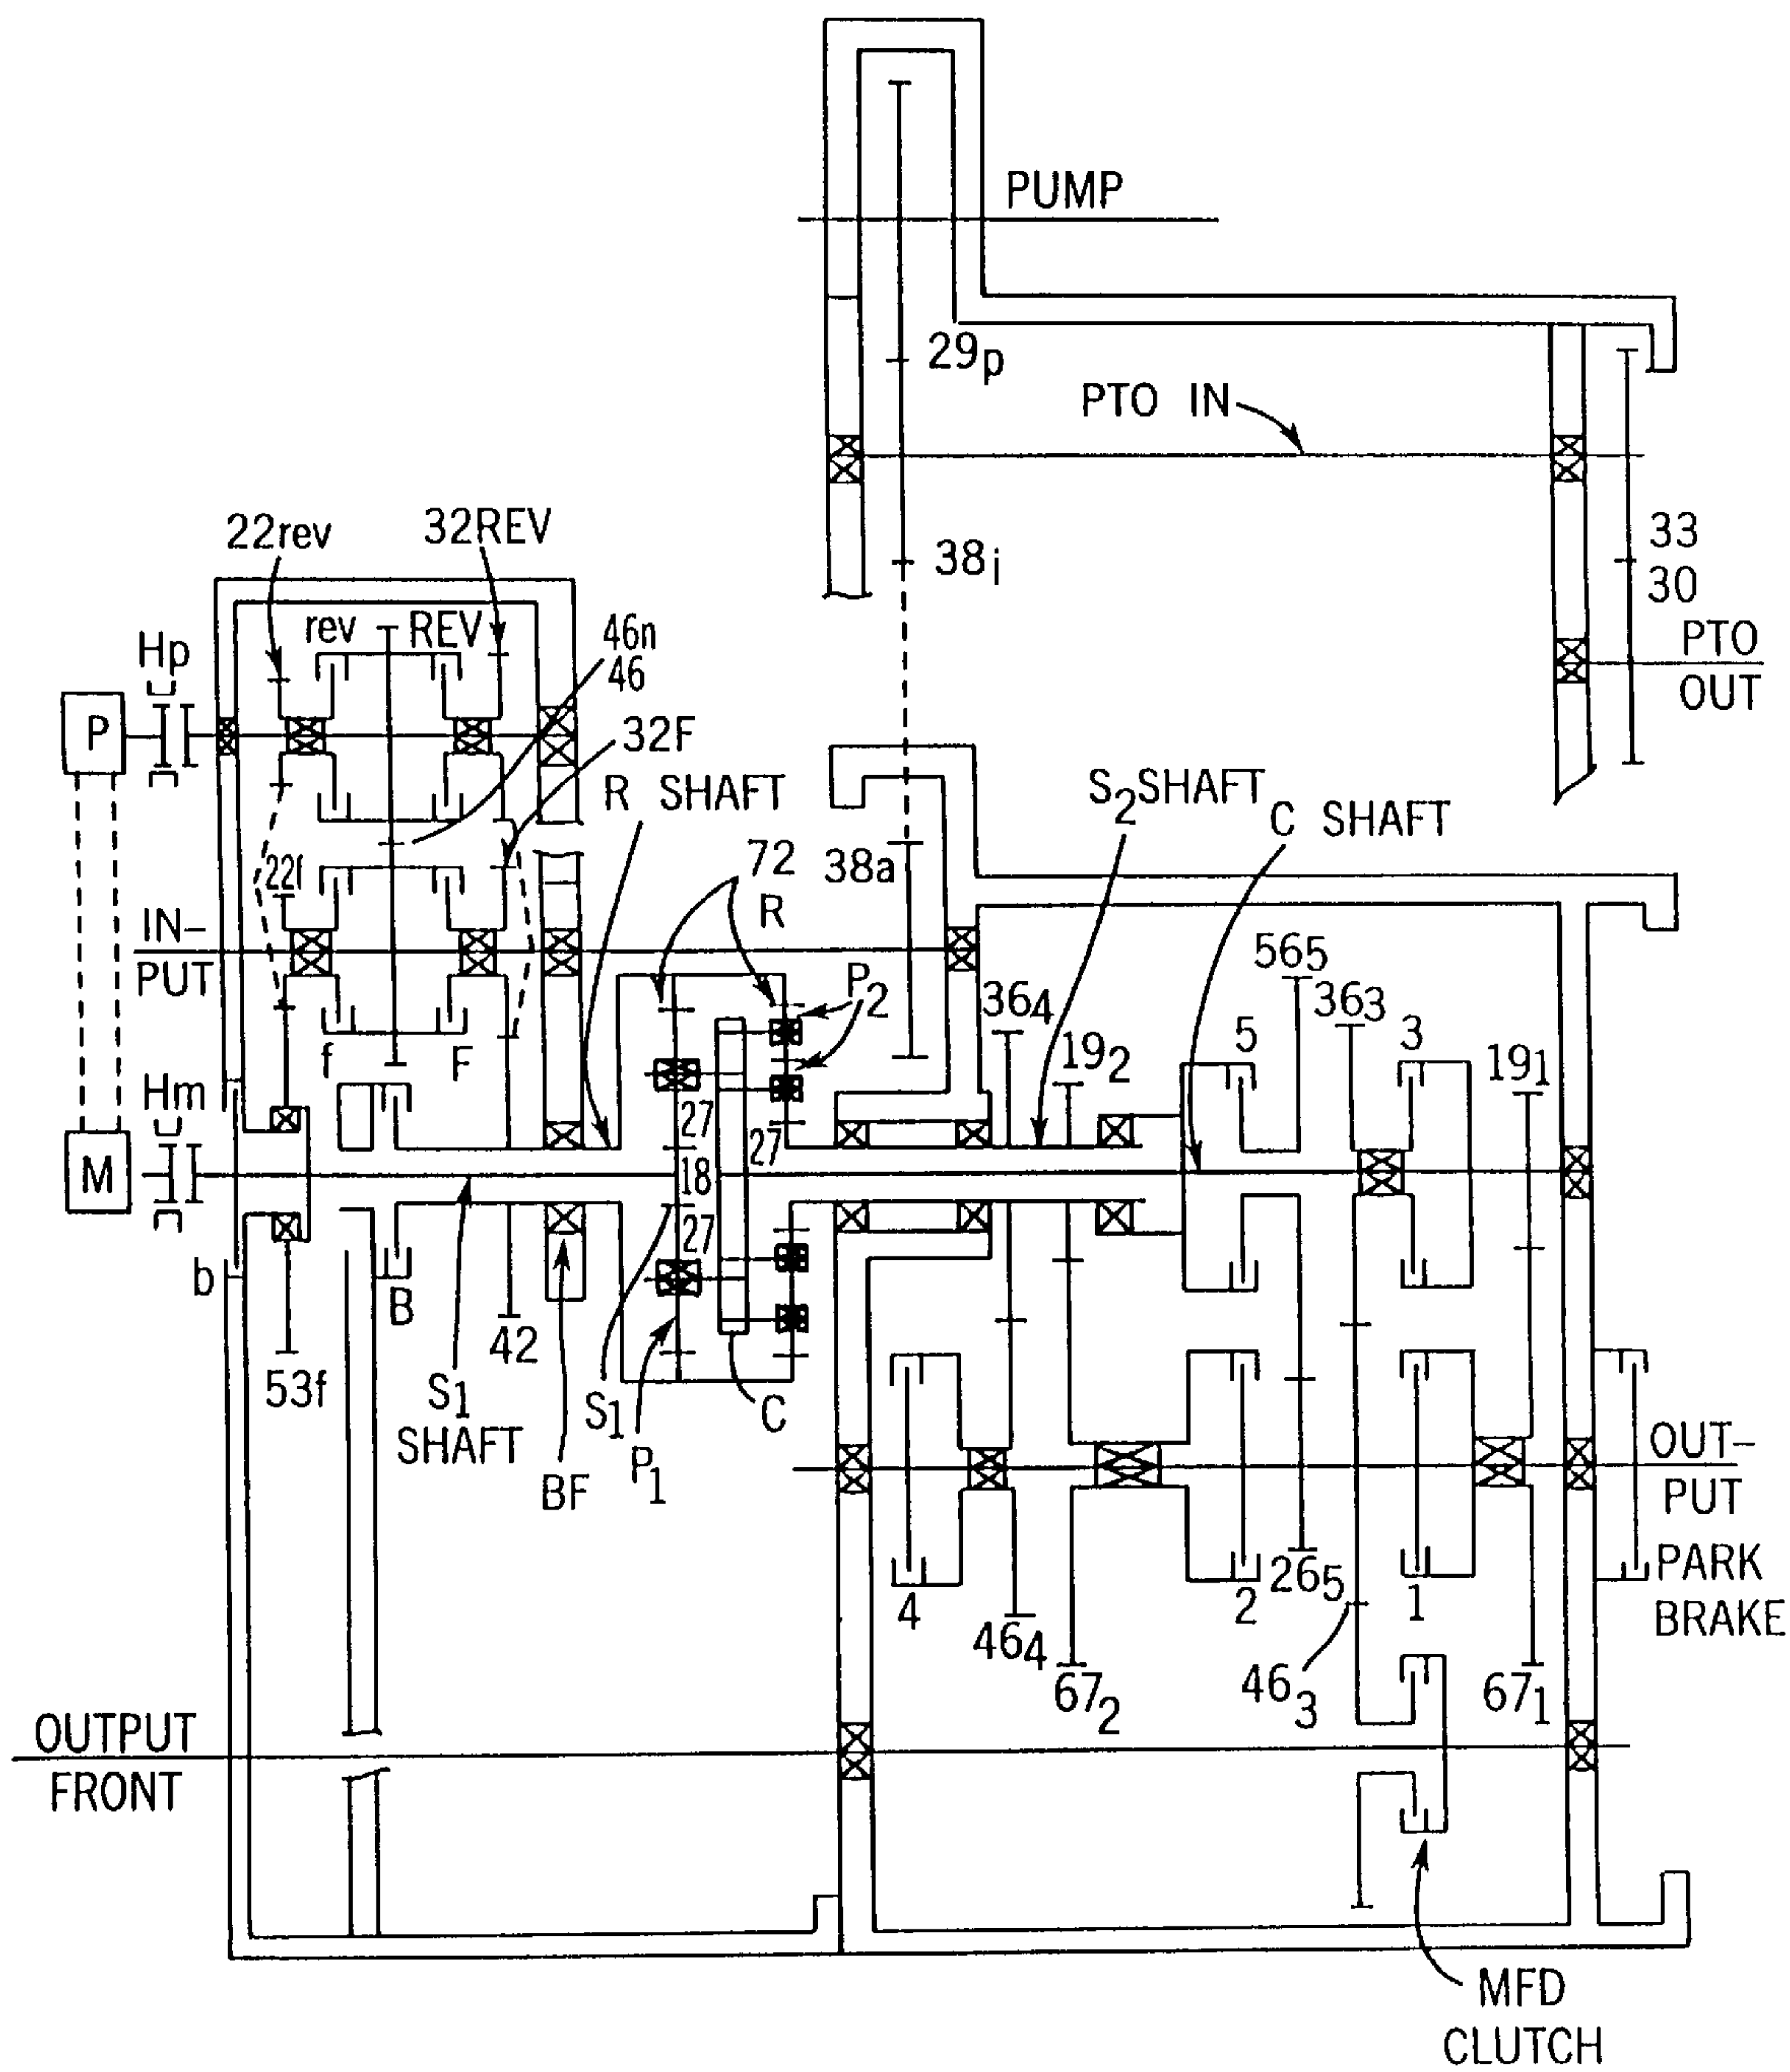 PUMP
29p
PTO IN
38i
33
30
PTO
OUT
22rev
32REV
rev
REV
46n
46
Hp
P
32F
R SHAFT
S2 SHAFT
C SHAFT
72
R
38a
22f
IN-
PUT
P2
364
192
5
565
363
3
191
f
F
Hm
M
27
27
18
27
b
B
42
53f
S1
SHAFT
BF
S1
P1
C
OUT-
PUT
PARK
BRAKE
4
464
672
2
265
463
1
671
OUTPUT
FRONT
MFD
CLUTCH